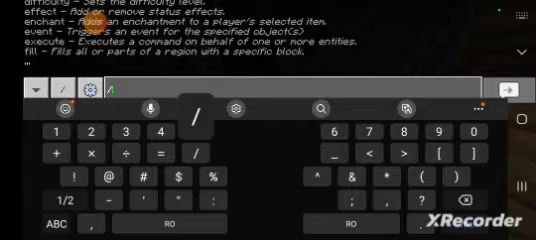 difficulty - Sets the difficulty level.
effect - Add or remove status effects.
enchant - Adds an enchantment to a player's selected item.
event - Triggers an event for the specified object(s)
execute - Executes a command on behalf of one or more entities.
fill - Fills all or parts of a region with a specific block.
...
/ /
/
1 2 3 4 6 7 8 9 0
+ × ÷ = / _ < > [ ]
! @ # $ % ^ & * ( )
1/2 ~ ' " : ; , ?
ABC , RO RO .
XRecorder